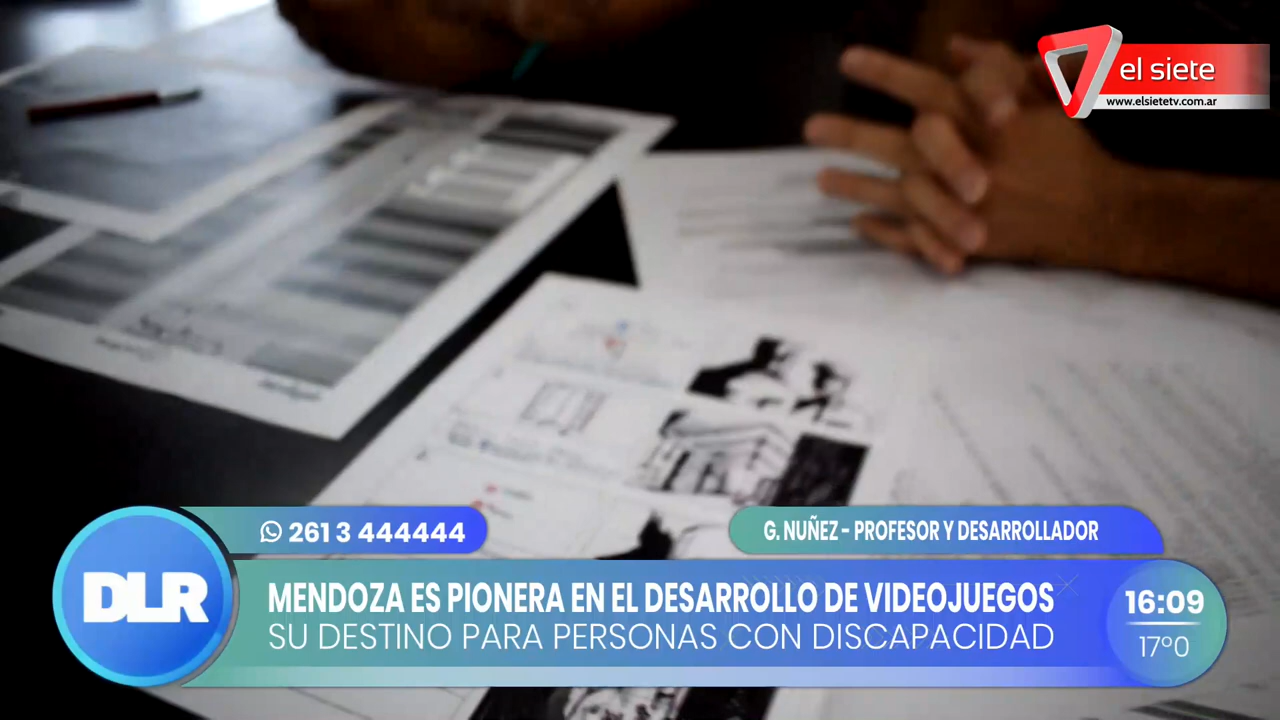 el siete
www.elsietetv.com.ar
261 3 444444
G. NUÑEZ - PROFESOR Y DESARROLLADOR
DLR
MENDOZA ES PIONERA EN EL DESARROLLO DE VIDEOJUEGOS
SU DESTINO PARA PERSONAS CON DISCAPACIDAD
16:09
17º0